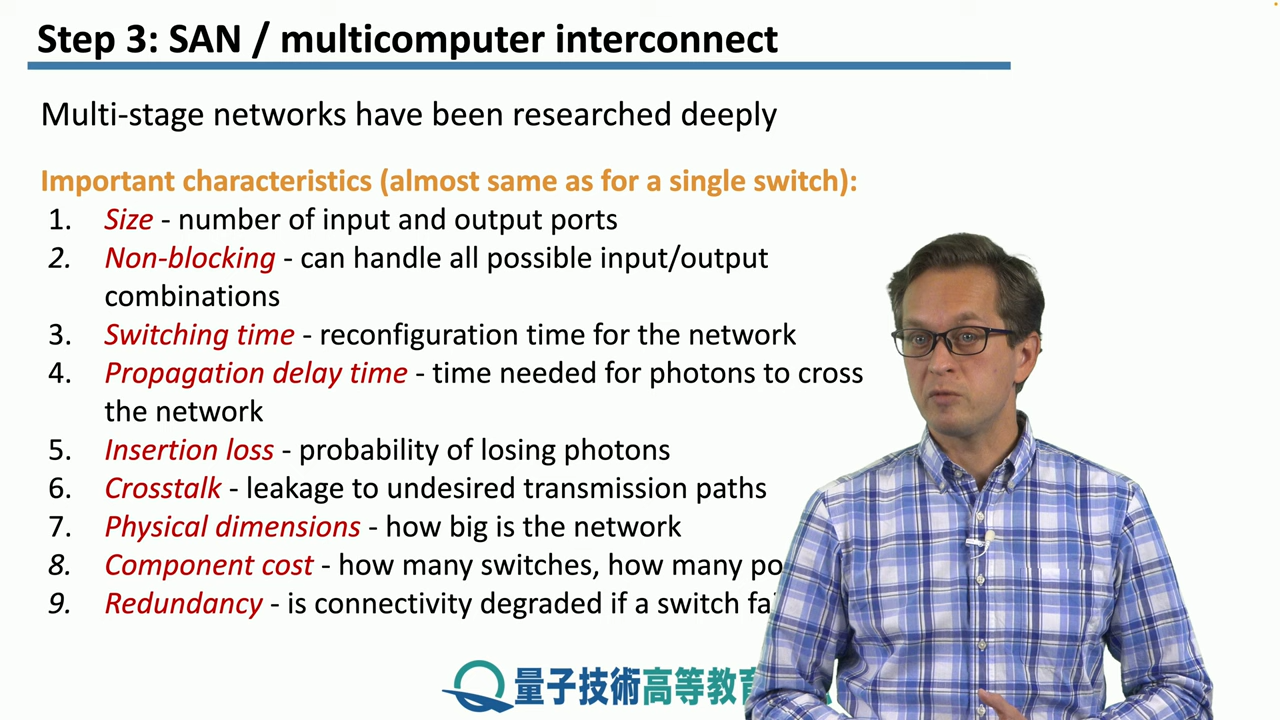 Step 3: SAN / multicomputer interconnect
Multi-stage networks have been researched deeply
Important characteristics (almost same as for a single switch):
1. Size - number of input and output ports
2. Non-blocking - can handle all possible input/output
combinations
3. Switching time - reconfiguration time for the network
4. Propagation delay time - time needed for photons to cross
the network
5. Insertion loss - probability of losing photons
6. Crosstalk - leakage to undesired transmission paths
7. Physical dimensions - how big is the network
8. Component cost - how many switches, how many
9. Redundancy - is connectivity degraded if a switch
量子技術高等教育